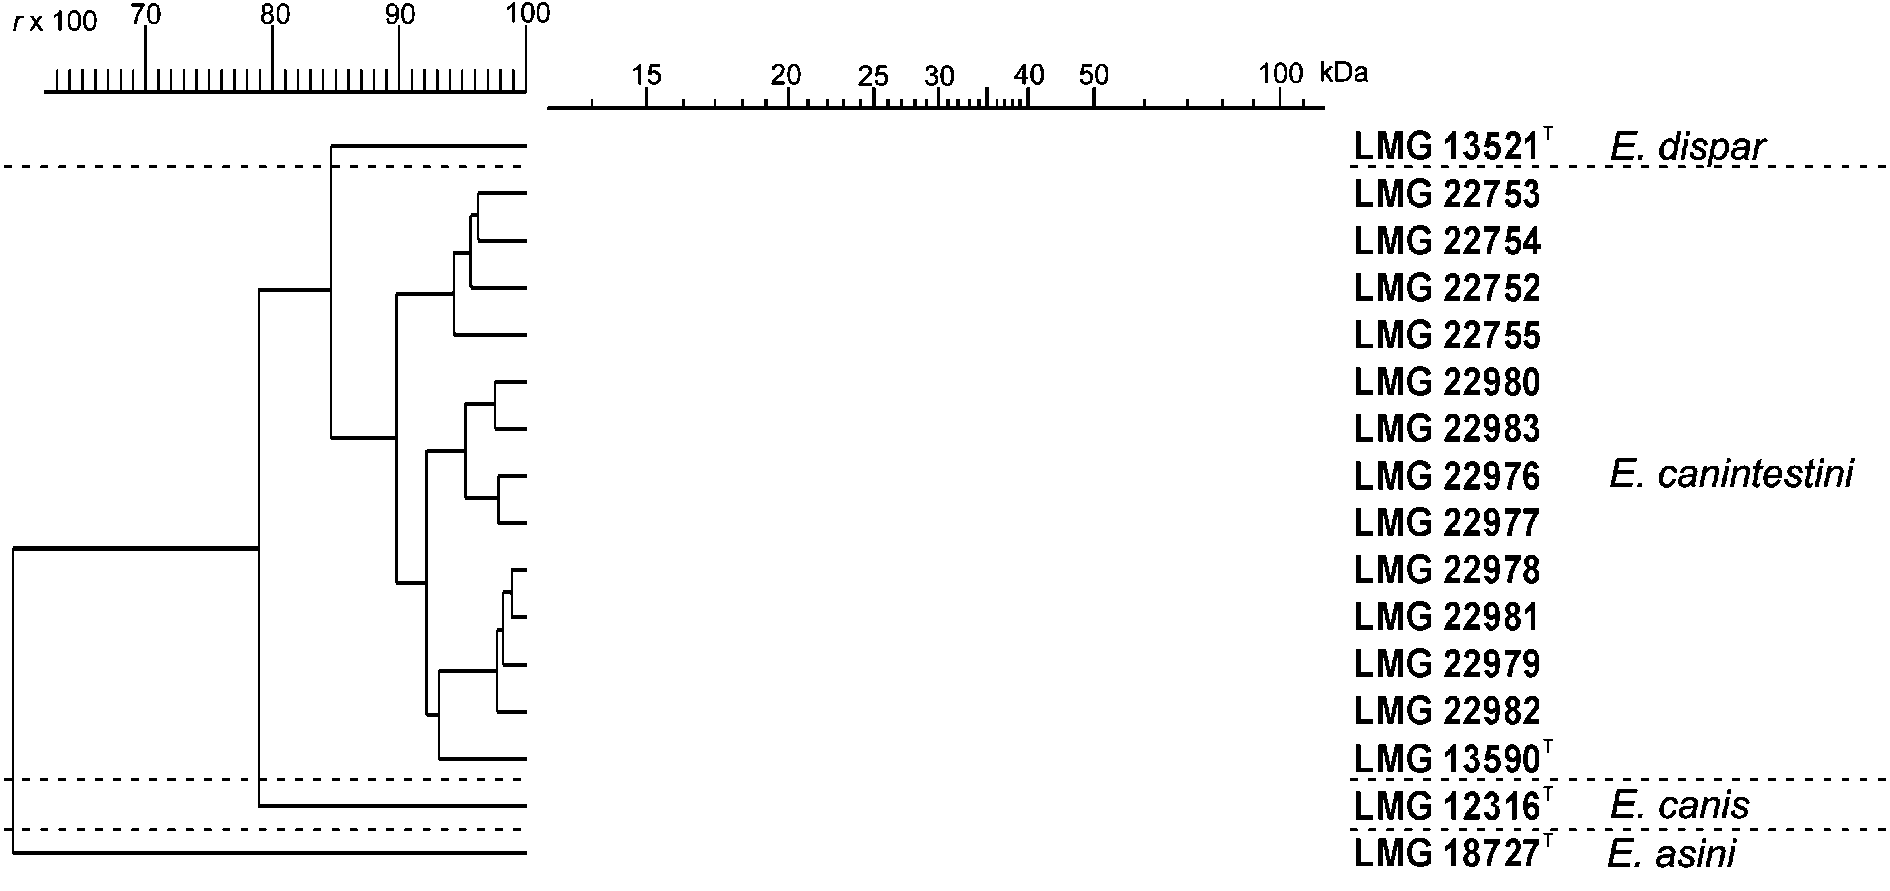 r x 100 70 80 90 100
15 20 25 30 40 50 100 kDa
LMG 13521ᵀ E. dispar
LMG 22753
LMG 22754
LMG 22752
LMG 22755
LMG 22980
LMG 22983
LMG 22976 E. canintestini
LMG 22977
LMG 22978
LMG 22981
LMG 22979
LMG 22982
LMG 13590ᵀ
LMG 12316ᵀ E. canis
LMG 18727ᵀ E. asini